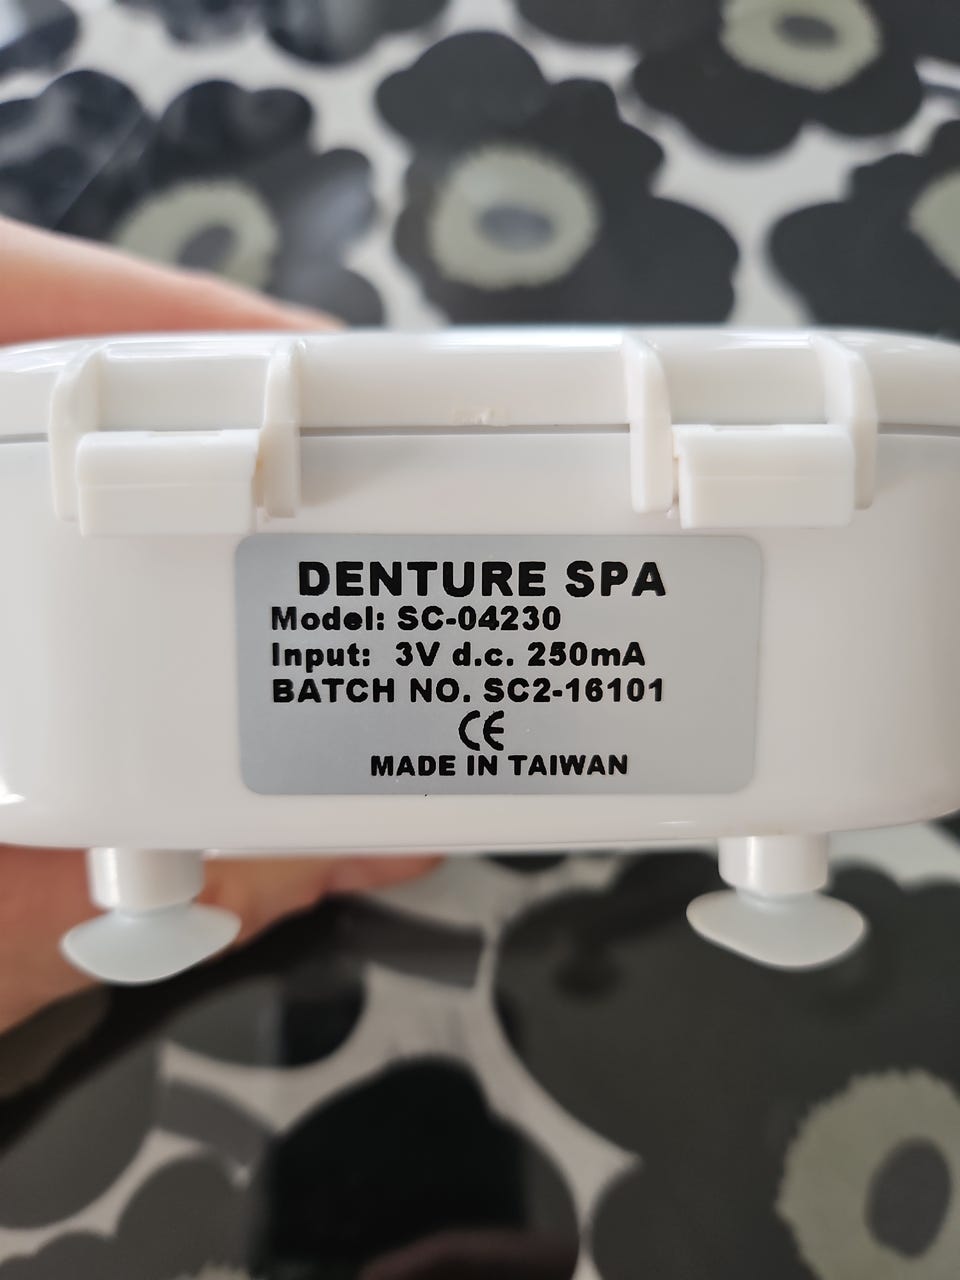 DENTURE SPA
Model: SC-04230
Input: 3V d.c. 250mA
BATCH NO. SC2-16101
CE
MADE IN TAIWAN